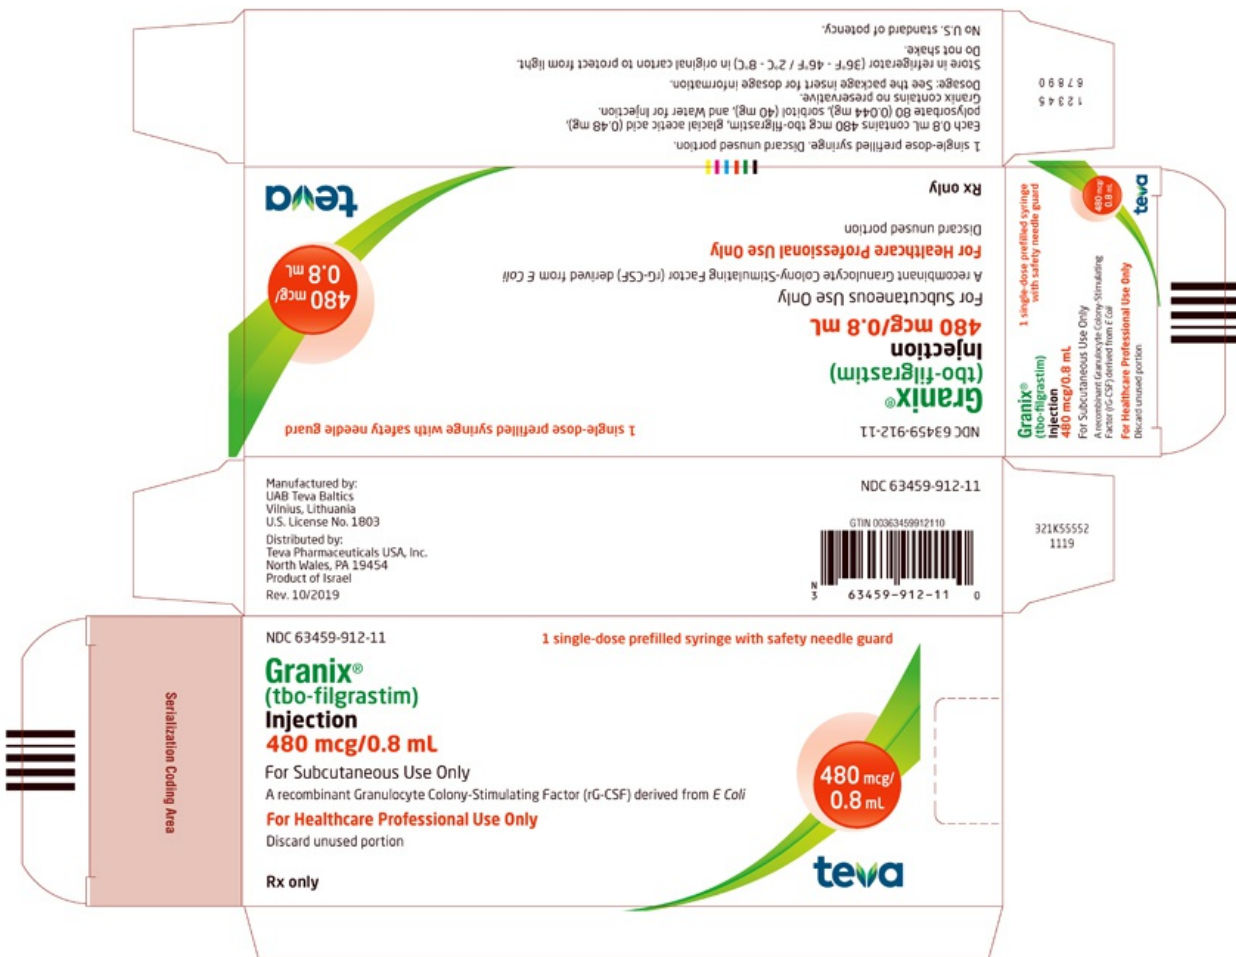 No U.S. standard of potency.
Do not shake.
Store in refrigerator (36°F - 46°F / 2°C - 8°C) in original carton to protect from light.
Dosage: See the package insert for dosage information.
Granix contains no preservative.
polysorbate 80 (0.044 mg), sorbitol (40 mg), and Water for Injection.
Each 0.8 mL contains 480 mcg tbo-filgrastim, glacial acetic acid (0.48 mg),
1 single-dose prefilled syringe. Discard unused portion.
1 2 3 4 5
6 7 8 9 0
NDC 63459-912-11
1 single-dose prefilled syringe with safety needle guard
Granix®
(tbo-filgrastim)
Injection
480 mcg/0.8 mL
For Subcutaneous Use Only
A recombinant Granulocyte Colony-Stimulating Factor (rG-CSF) derived from E Coli
For Healthcare Professional Use Only
Discard unused portion
Rx only
480 mcg/
0.8 mL
teva
Granix®
(tbo-filgrastim)
Injection
480 mcg/0.8 mL
For Subcutaneous Use Only
A recombinant Granulocyte Colony-Stimulating
Factor (rG-CSF) derived from E Coli
For Healthcare Professional Use Only
Discard unused portion
1 single-dose prefilled syringe
with safety needle guard
480 mcg/
0.8 mL
teva
Manufactured by:
UAB Teva Baltics
Vilnius, Lithuania
U.S. License No. 1803
Distributed by:
Teva Pharmaceuticals USA, Inc.
North Wales, PA 19454
Product of Israel
Rev. 10/2019
NDC 63459-912-11
GTIN 00363459912110
N
3 63459-912-11 0
321K55552
1119
Serialization Coding Area
NDC 63459-912-11
1 single-dose prefilled syringe with safety needle guard
Granix®
(tbo-filgrastim)
Injection
480 mcg/0.8 mL
For Subcutaneous Use Only
A recombinant Granulocyte Colony-Stimulating Factor (rG-CSF) derived from E Coli
For Healthcare Professional Use Only
Discard unused portion
Rx only
480 mcg/
0.8 mL
teva